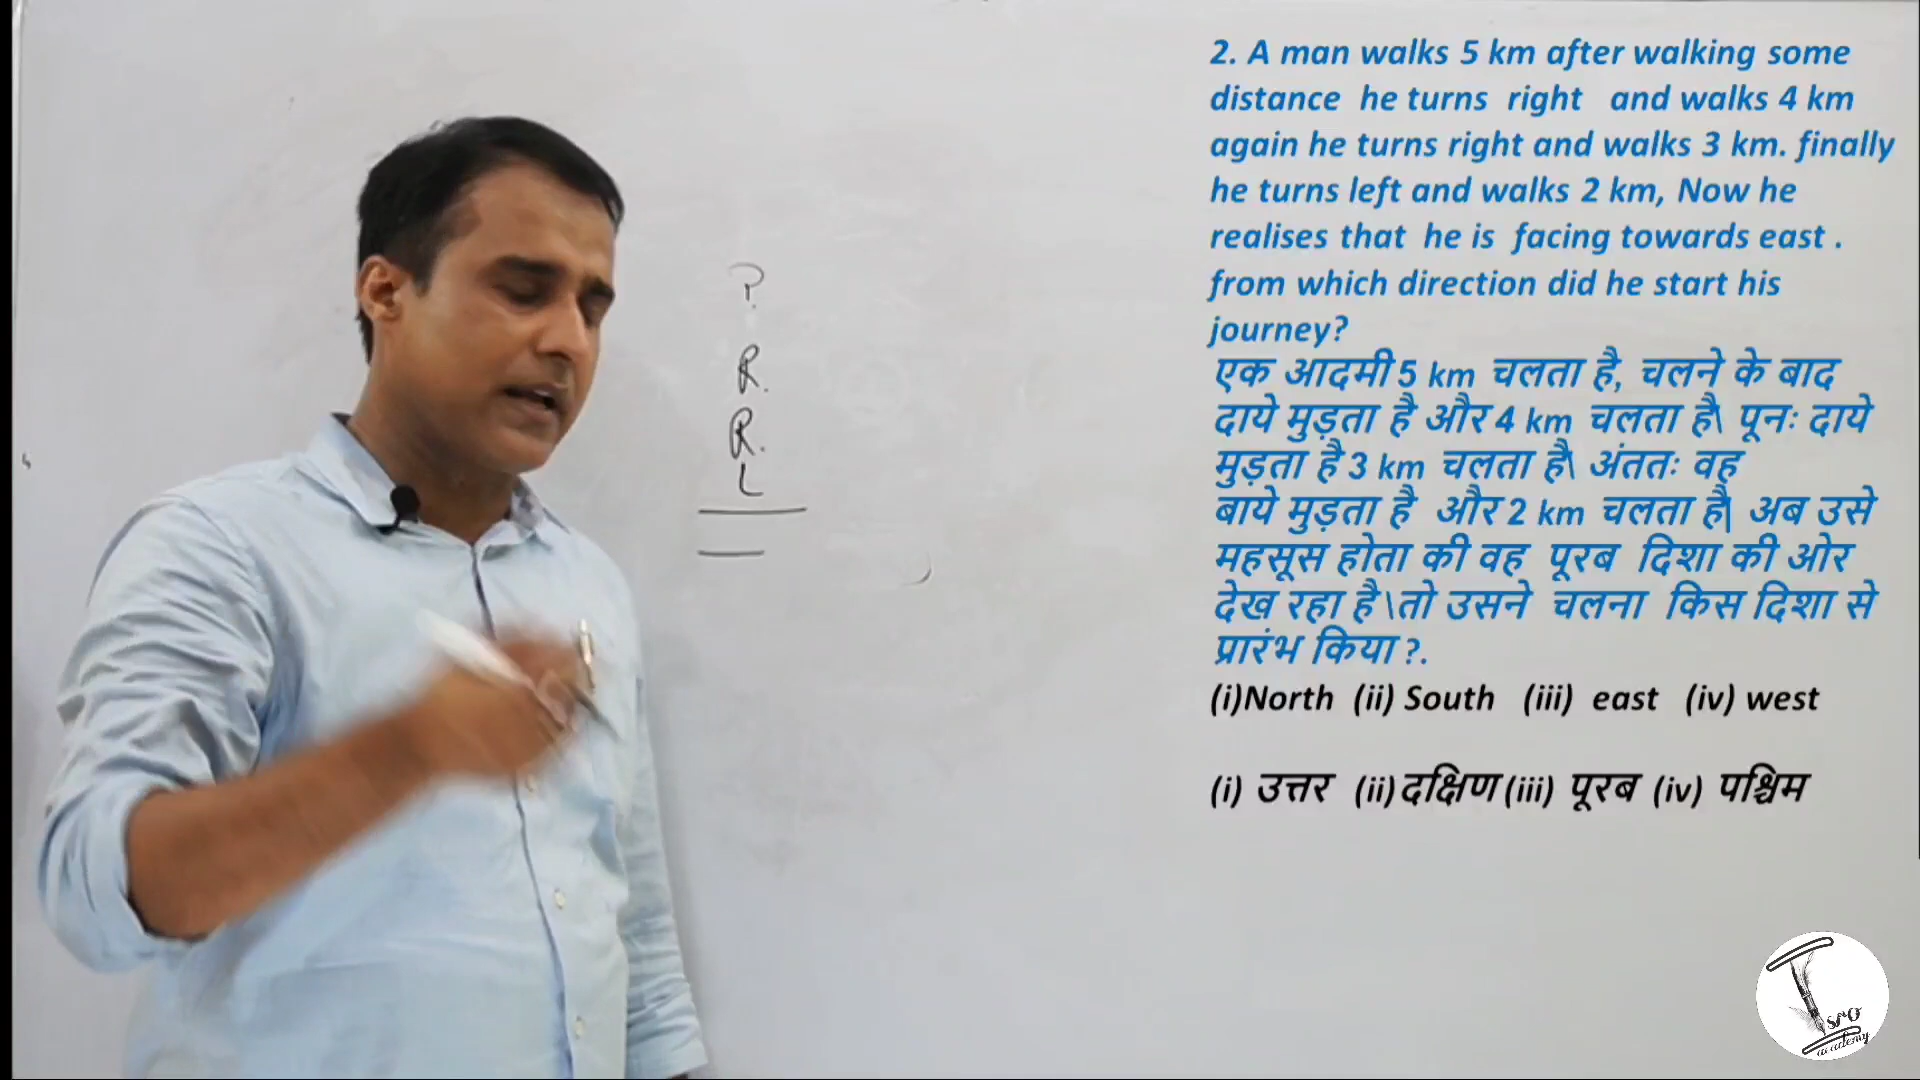 ?
R.
R.
L
2. A man walks 5 km after walking some
distance he turns right and walks 4 km
again he turns right and walks 3 km. finally
he turns left and walks 2 km, Now he
realises that he is facing towards east .
from which direction did he start his
journey?
एक आदमी 5 km चलता है, चलने के बाद
दाये मुड़ता है और 4 km चलता है\ पूनः दाये
मुड़ता है 3 km चलता है\ अंततः वह
बाये मुड़ता है और 2 km चलता है| अब उसे
महसूस होता की वह पूरब दिशा की ओर
देख रहा है \तो उसने चलना किस दिशा से
प्रारंभ किया ?.
(i)North (ii) South (iii) east (iv) west
(i) उत्तर (ii) दक्षिण (iii) पूरब (iv) पश्चिम
Isro
academy